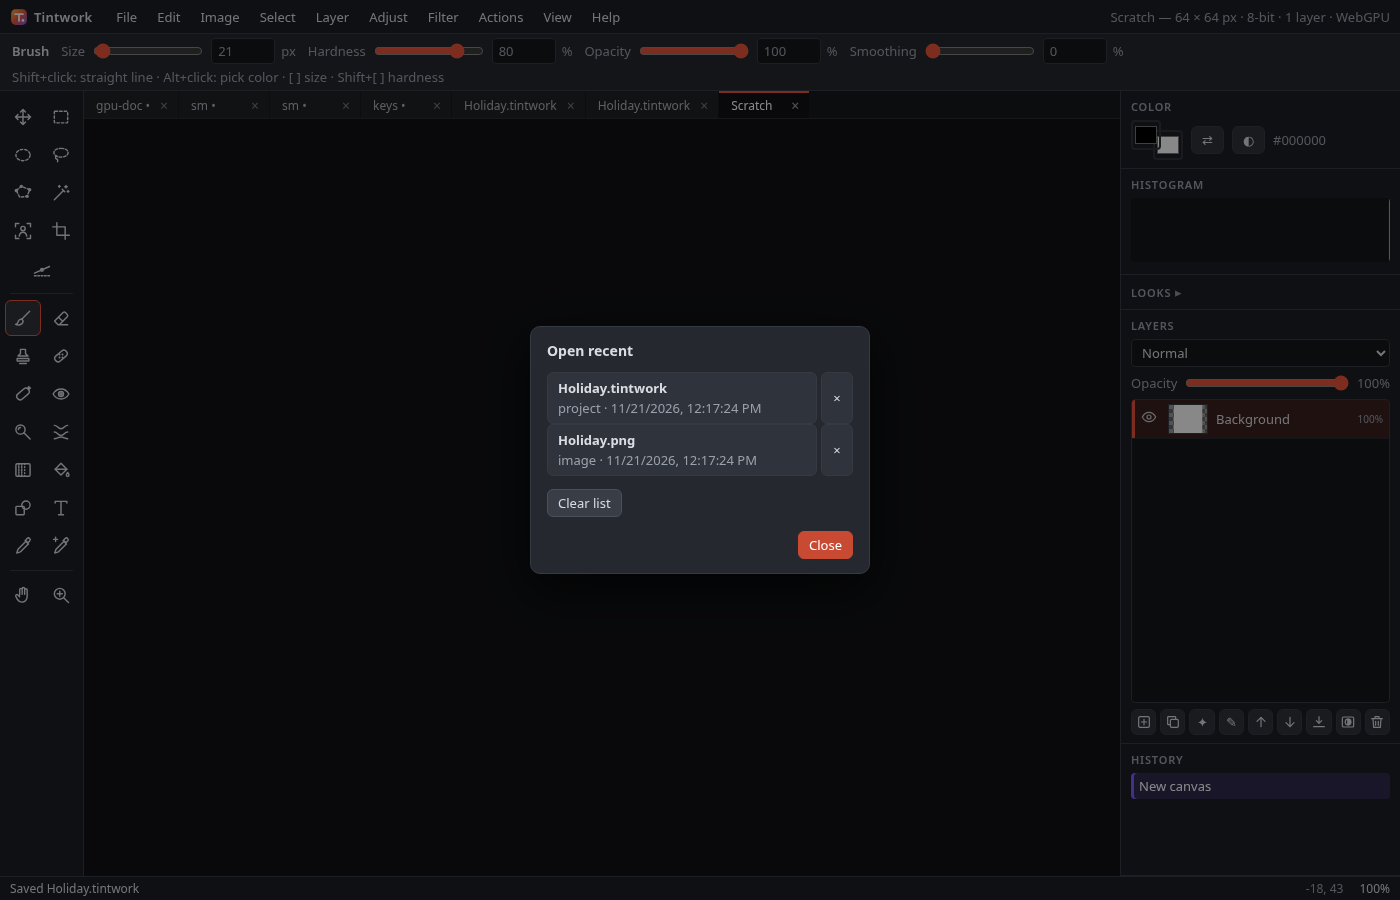 Tintwork File Edit Image Select Layer Adjust Filter Actions View Help Scratch — 64 × 64 px · 8-bit · 1 layer · WebGPU
Brush Size 21 px Hardness 80 % Opacity 100 % Smoothing 0 %
Shift+click: straight line · Alt+click: pick color · [ ] size · Shift+[ ] hardness
gpu-doc • × sm • × sm • × keys • × Holiday.tintwork × Holiday.tintwork × Scratch ×
COLOR
#000000
HISTOGRAM
LOOKS ▸
LAYERS
Normal
Opacity 100%
Background 100%
HISTORY
New canvas
Open recent
Holiday.tintwork
project · 11/21/2026, 12:17:24 PM
×
Holiday.png
image · 11/21/2026, 12:17:24 PM
×
Clear list
Close
Saved Holiday.tintwork -18, 43 100%